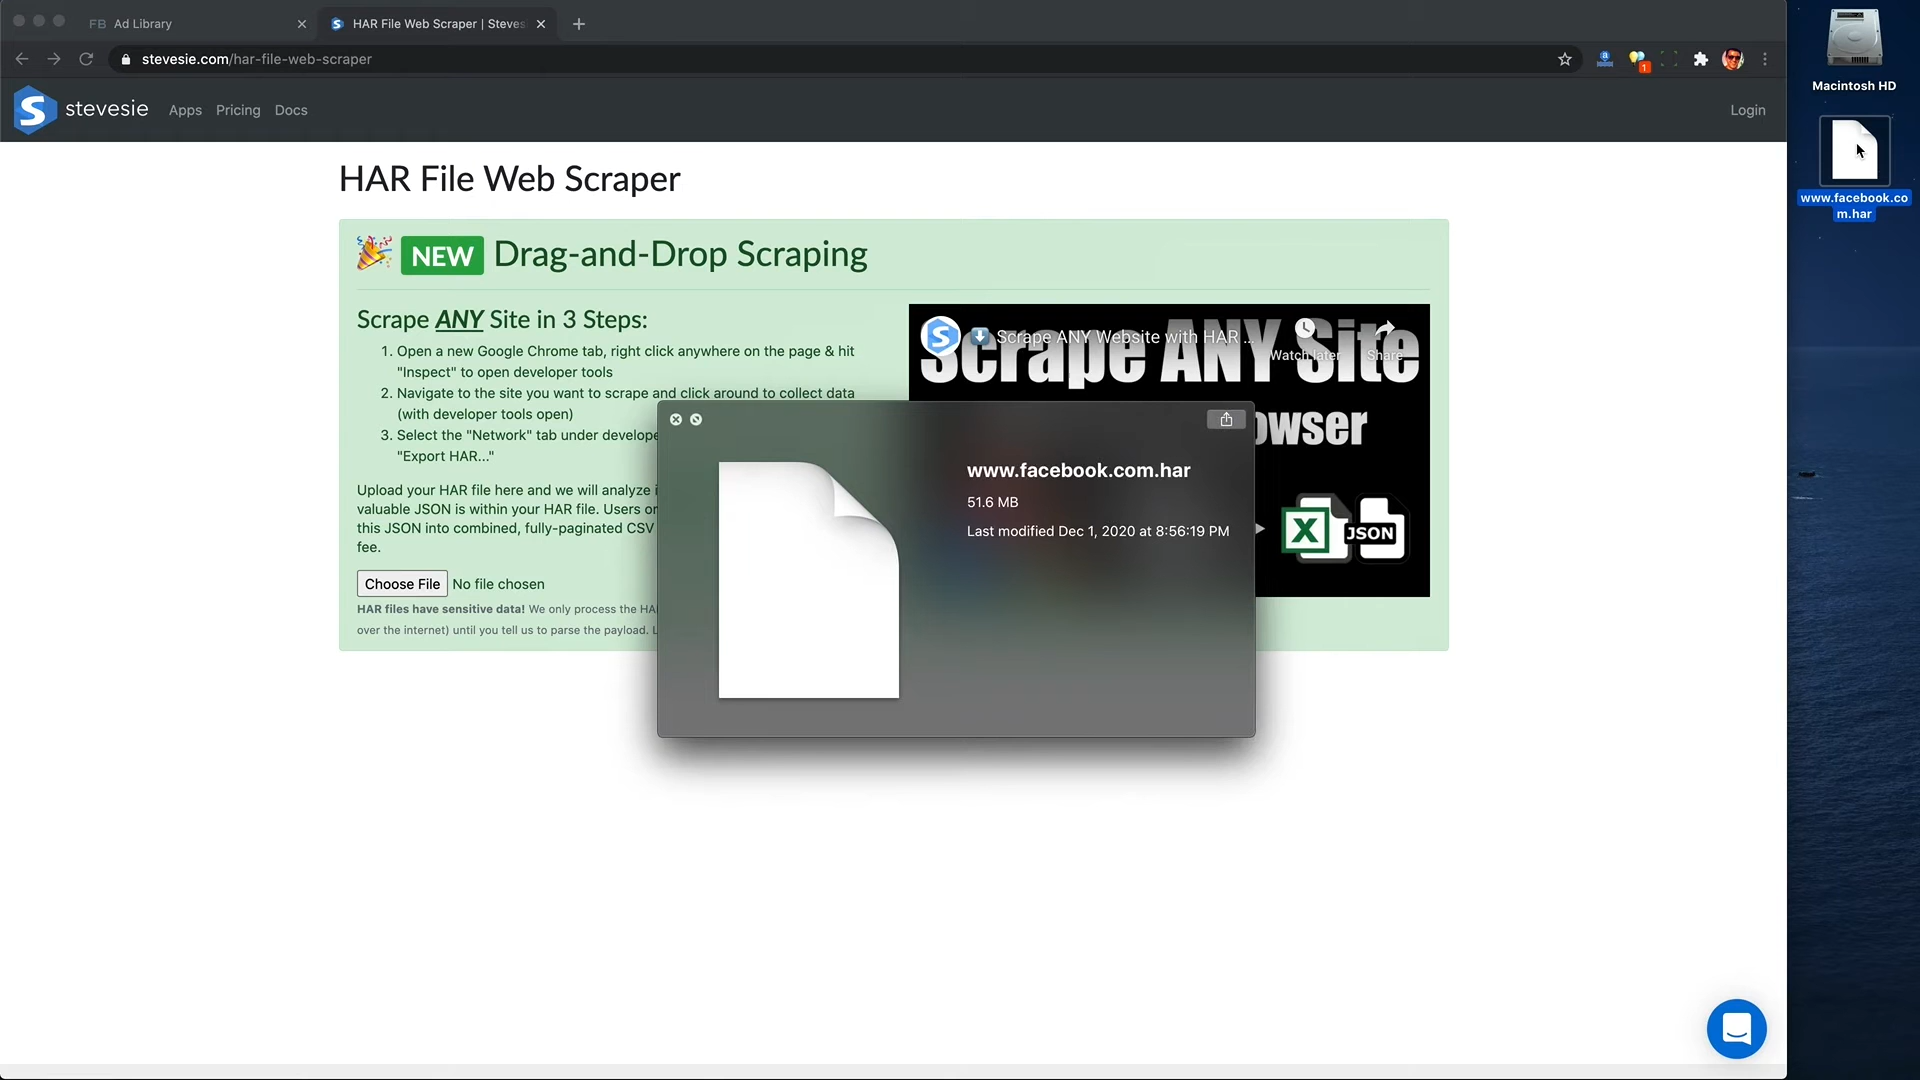 FB Ad Library
HAR File Web Scraper | Steves
stevesie.com/har-file-web-scraper
1
Macintosh HD
www.facebook.co
m.har
stevesie Apps Pricing Docs Login
HAR File Web Scraper
NEW Drag-and-Drop Scraping
Scrape ANY Site in 3 Steps:
1. Open a new Google Chrome tab, right click anywhere on the page & hit
"Inspect" to open developer tools
2. Navigate to the site you want to scrape and click around to collect data
(with developer tools open)
3. Select the "Network" tab under develope
"Export HAR..."
Upload your HAR file here and we will analyze
valuable JSON is within your HAR file. Users
this JSON into combined, fully-paginated CSV
fee.
Choose File No file chosen
HAR files have sensitive data! We only process the HA
over the internet) until you tell us to parse the payload.
Scrape ANY Website with HAR ...
Watch later
Share
Scrape ANY Site
owser
X
JSON
www.facebook.com.har
51.6 MB
Last modified Dec 1, 2020 at 8:56:19 PM